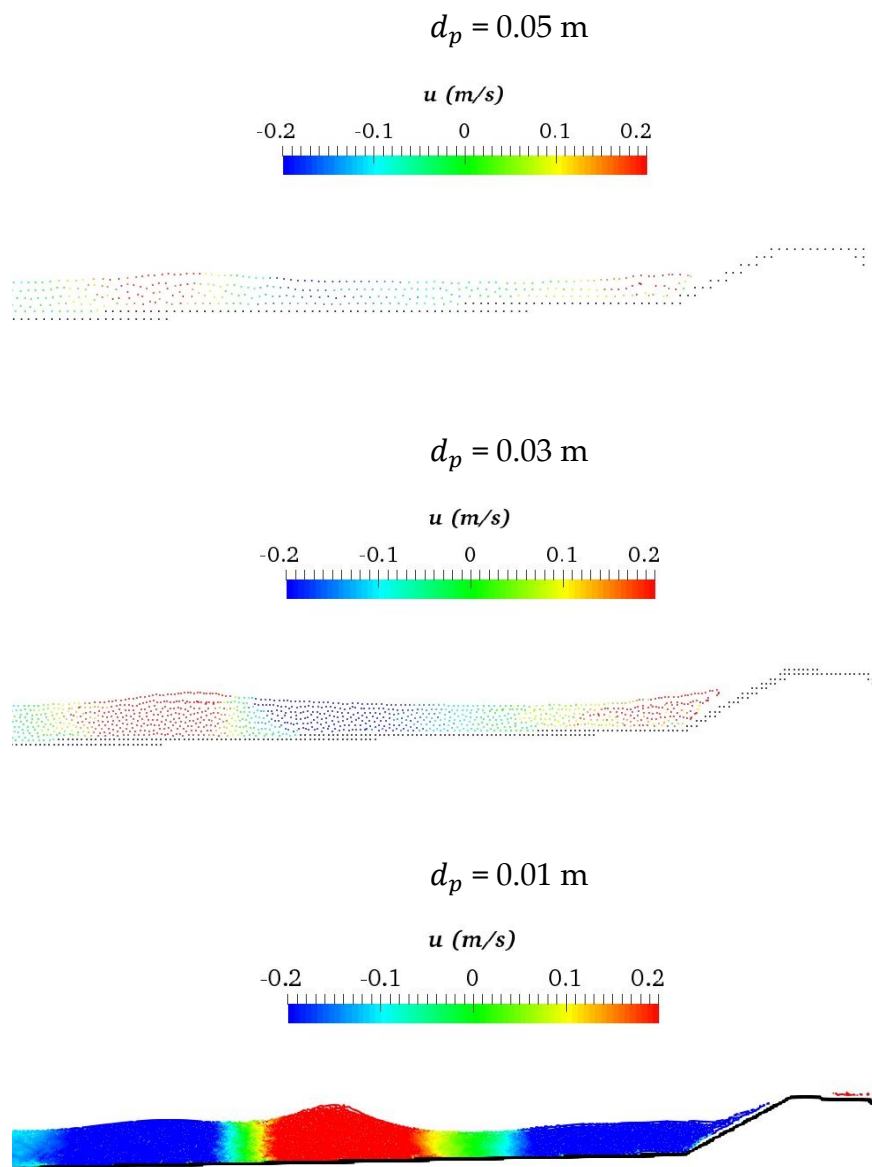 d_p = 0.05 m
u (m/s)
-0.2 -0.1 0 0.1 0.2
d_p = 0.03 m
u (m/s)
-0.2 -0.1 0 0.1 0.2
d_p = 0.01 m
u (m/s)
-0.2 -0.1 0 0.1 0.2